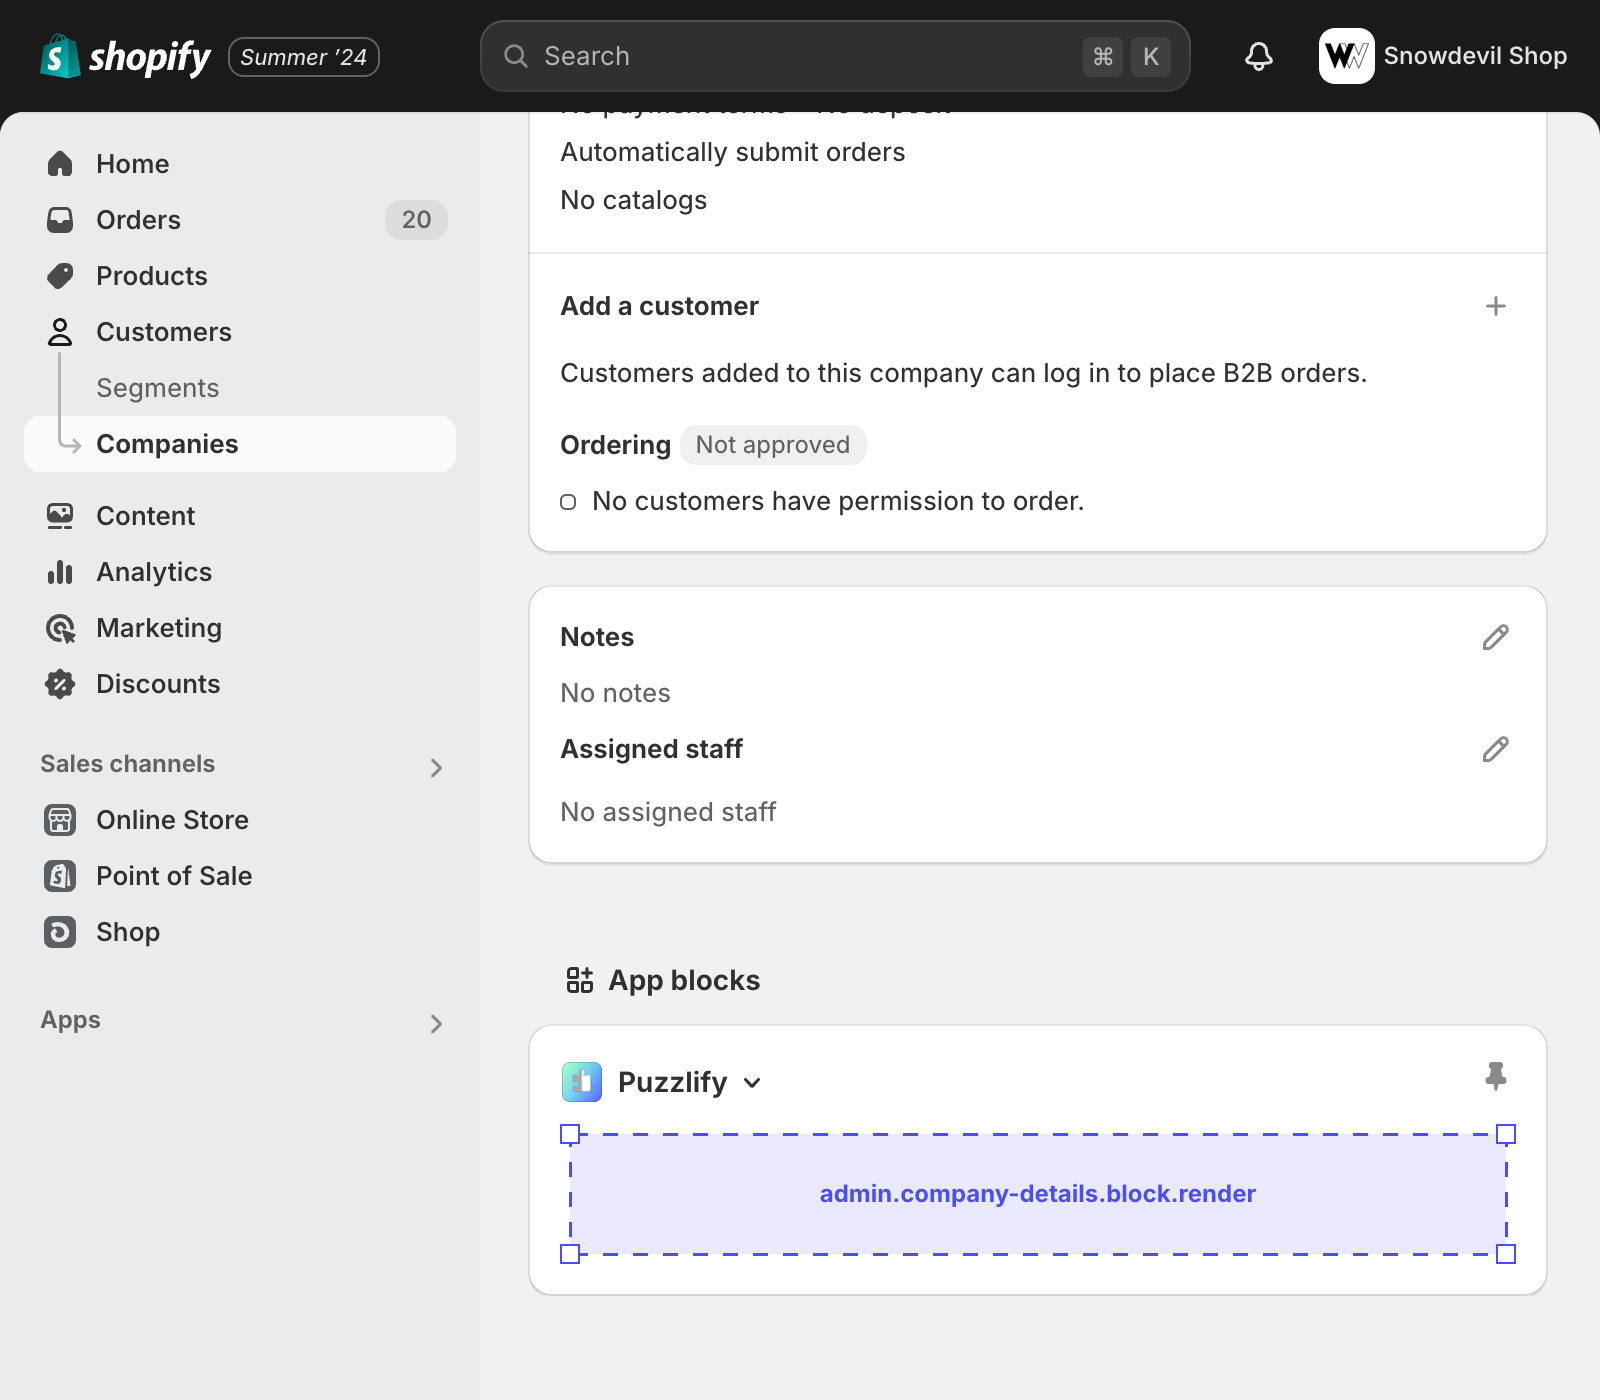 shopify Summer ’24
Search
⌘ K
Snowdevil Shop
Home
Orders 20
Products
Customers
Segments
Companies
Content
Analytics
Marketing
Discounts
Sales channels
Online Store
Point of Sale
Shop
Apps
Automatically submit orders
No catalogs
Add a customer
Customers added to this company can log in to place B2B orders.
Ordering Not approved
No customers have permission to order.
Notes
No notes
Assigned staff
No assigned staff
App blocks
Puzzlify
admin.company-details.block.render